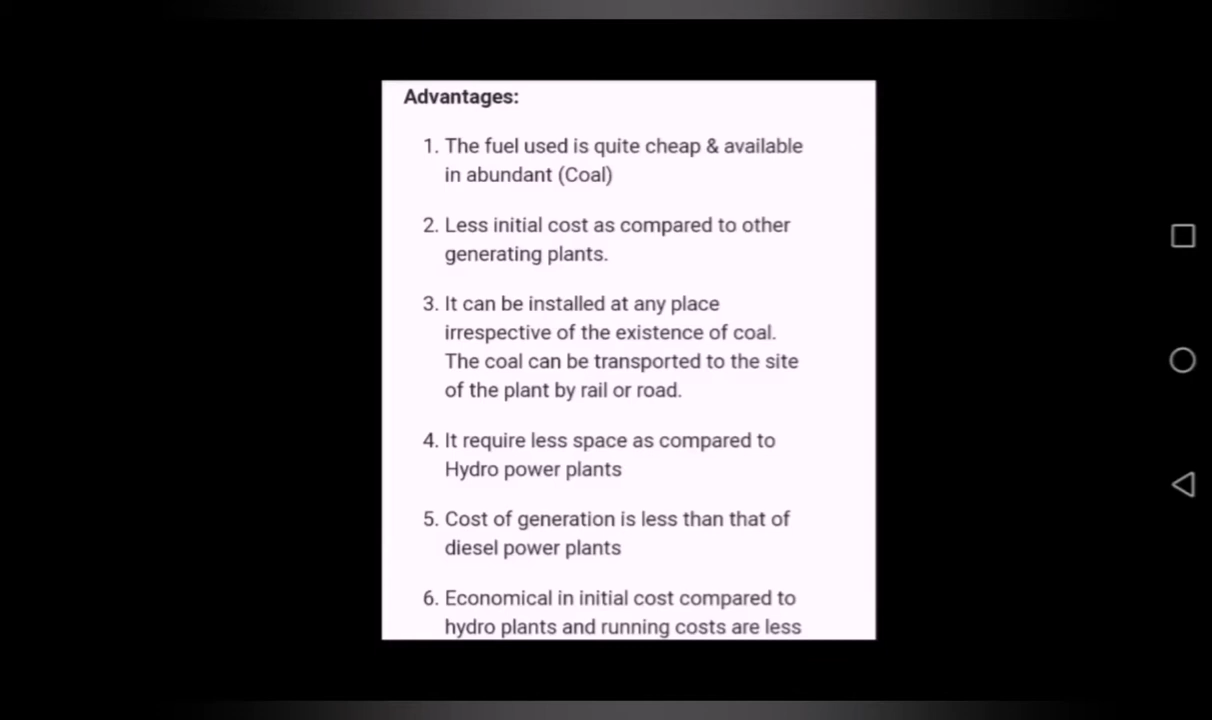 Advantages:
1. The fuel used is quite cheap & available
in abundant (Coal)
2. Less initial cost as compared to other
generating plants.
3. It can be installed at any place
irrespective of the existence of coal.
The coal can be transported to the site
of the plant by rail or road.
4. It require less space as compared to
Hydro power plants
5. Cost of generation is less than that of
diesel power plants
6. Economical in initial cost compared to
hydro plants and running costs are less